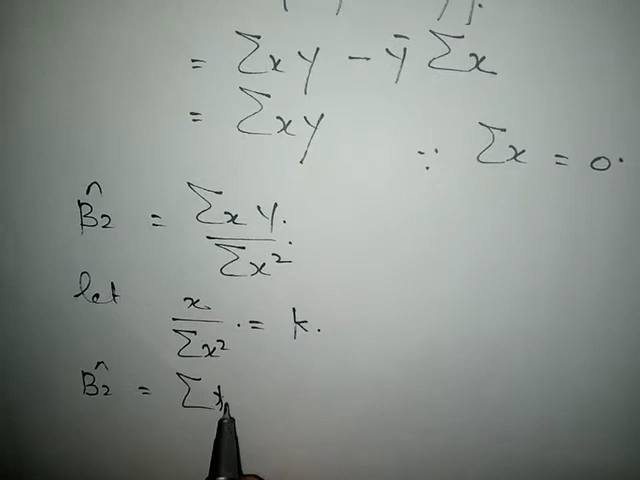 = Σxy − ȳ Σx
= Σxy ∵ Σx = 0.
B̂2 = Σxy. / Σx².
let
x / Σx² . = k.
B̂2 = Σ